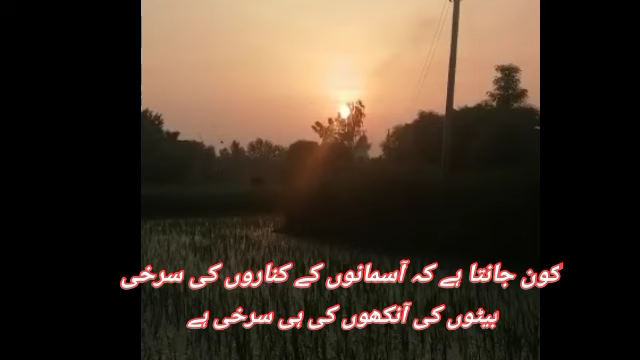 کون جانتا ہے کہ آسمانوں کے کناروں کی سرخی
بیٹوں کی آنکھوں کی ہی سرخی ہے